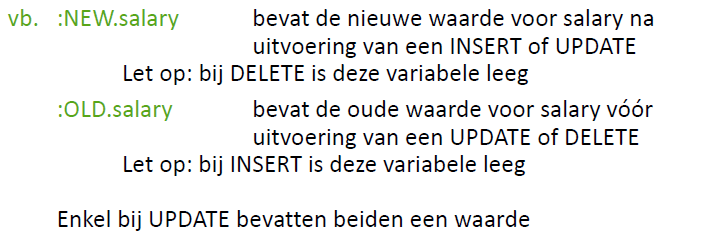 vb. :NEW.salary bevat de nieuwe waarde voor salary na
uitvoering van een INSERT of UPDATE
Let op: bij DELETE is deze variabele leeg
:OLD.salary bevat de oude waarde voor salary vóór
uitvoering van een UPDATE of DELETE
Let op: bij INSERT is deze variabele leeg
Enkel bij UPDATE bevatten beiden een waarde